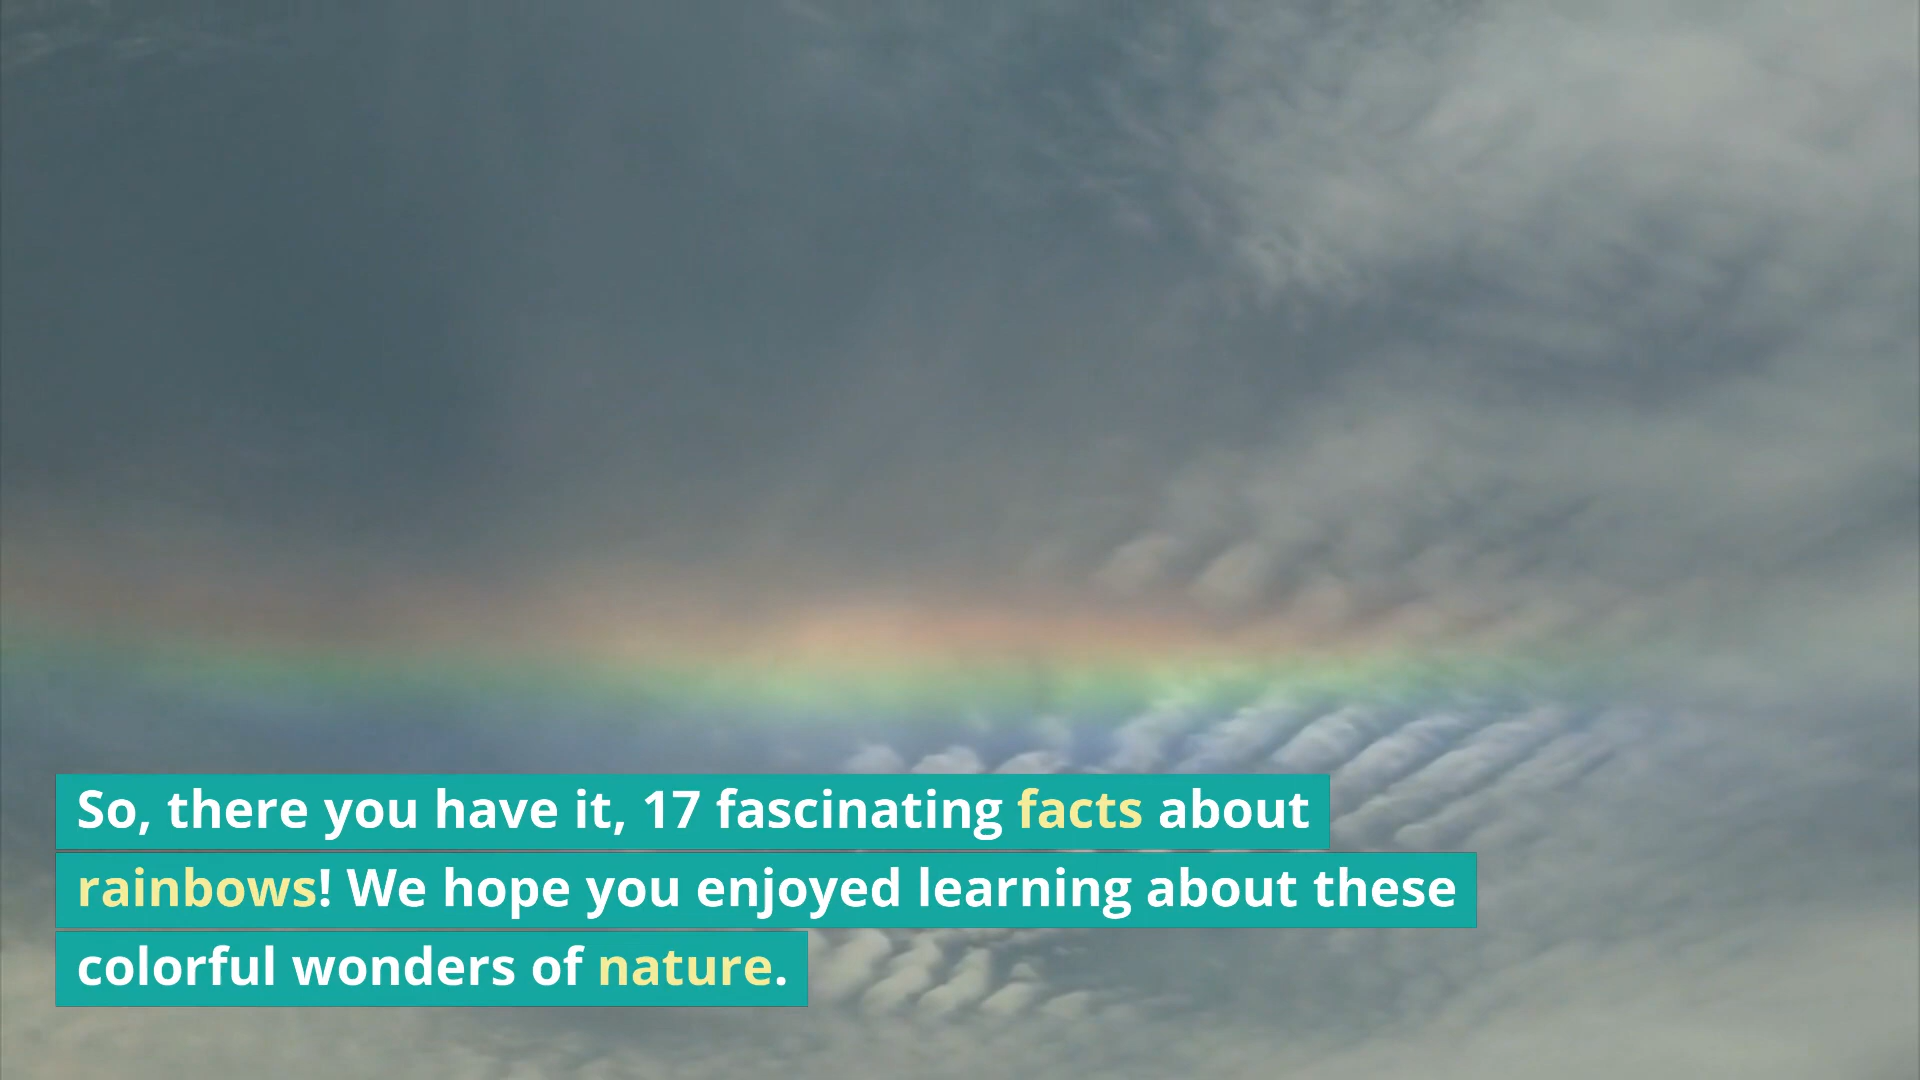 So, there you have it, 17 fascinating facts about
rainbows! We hope you enjoyed learning about these
colorful wonders of nature.